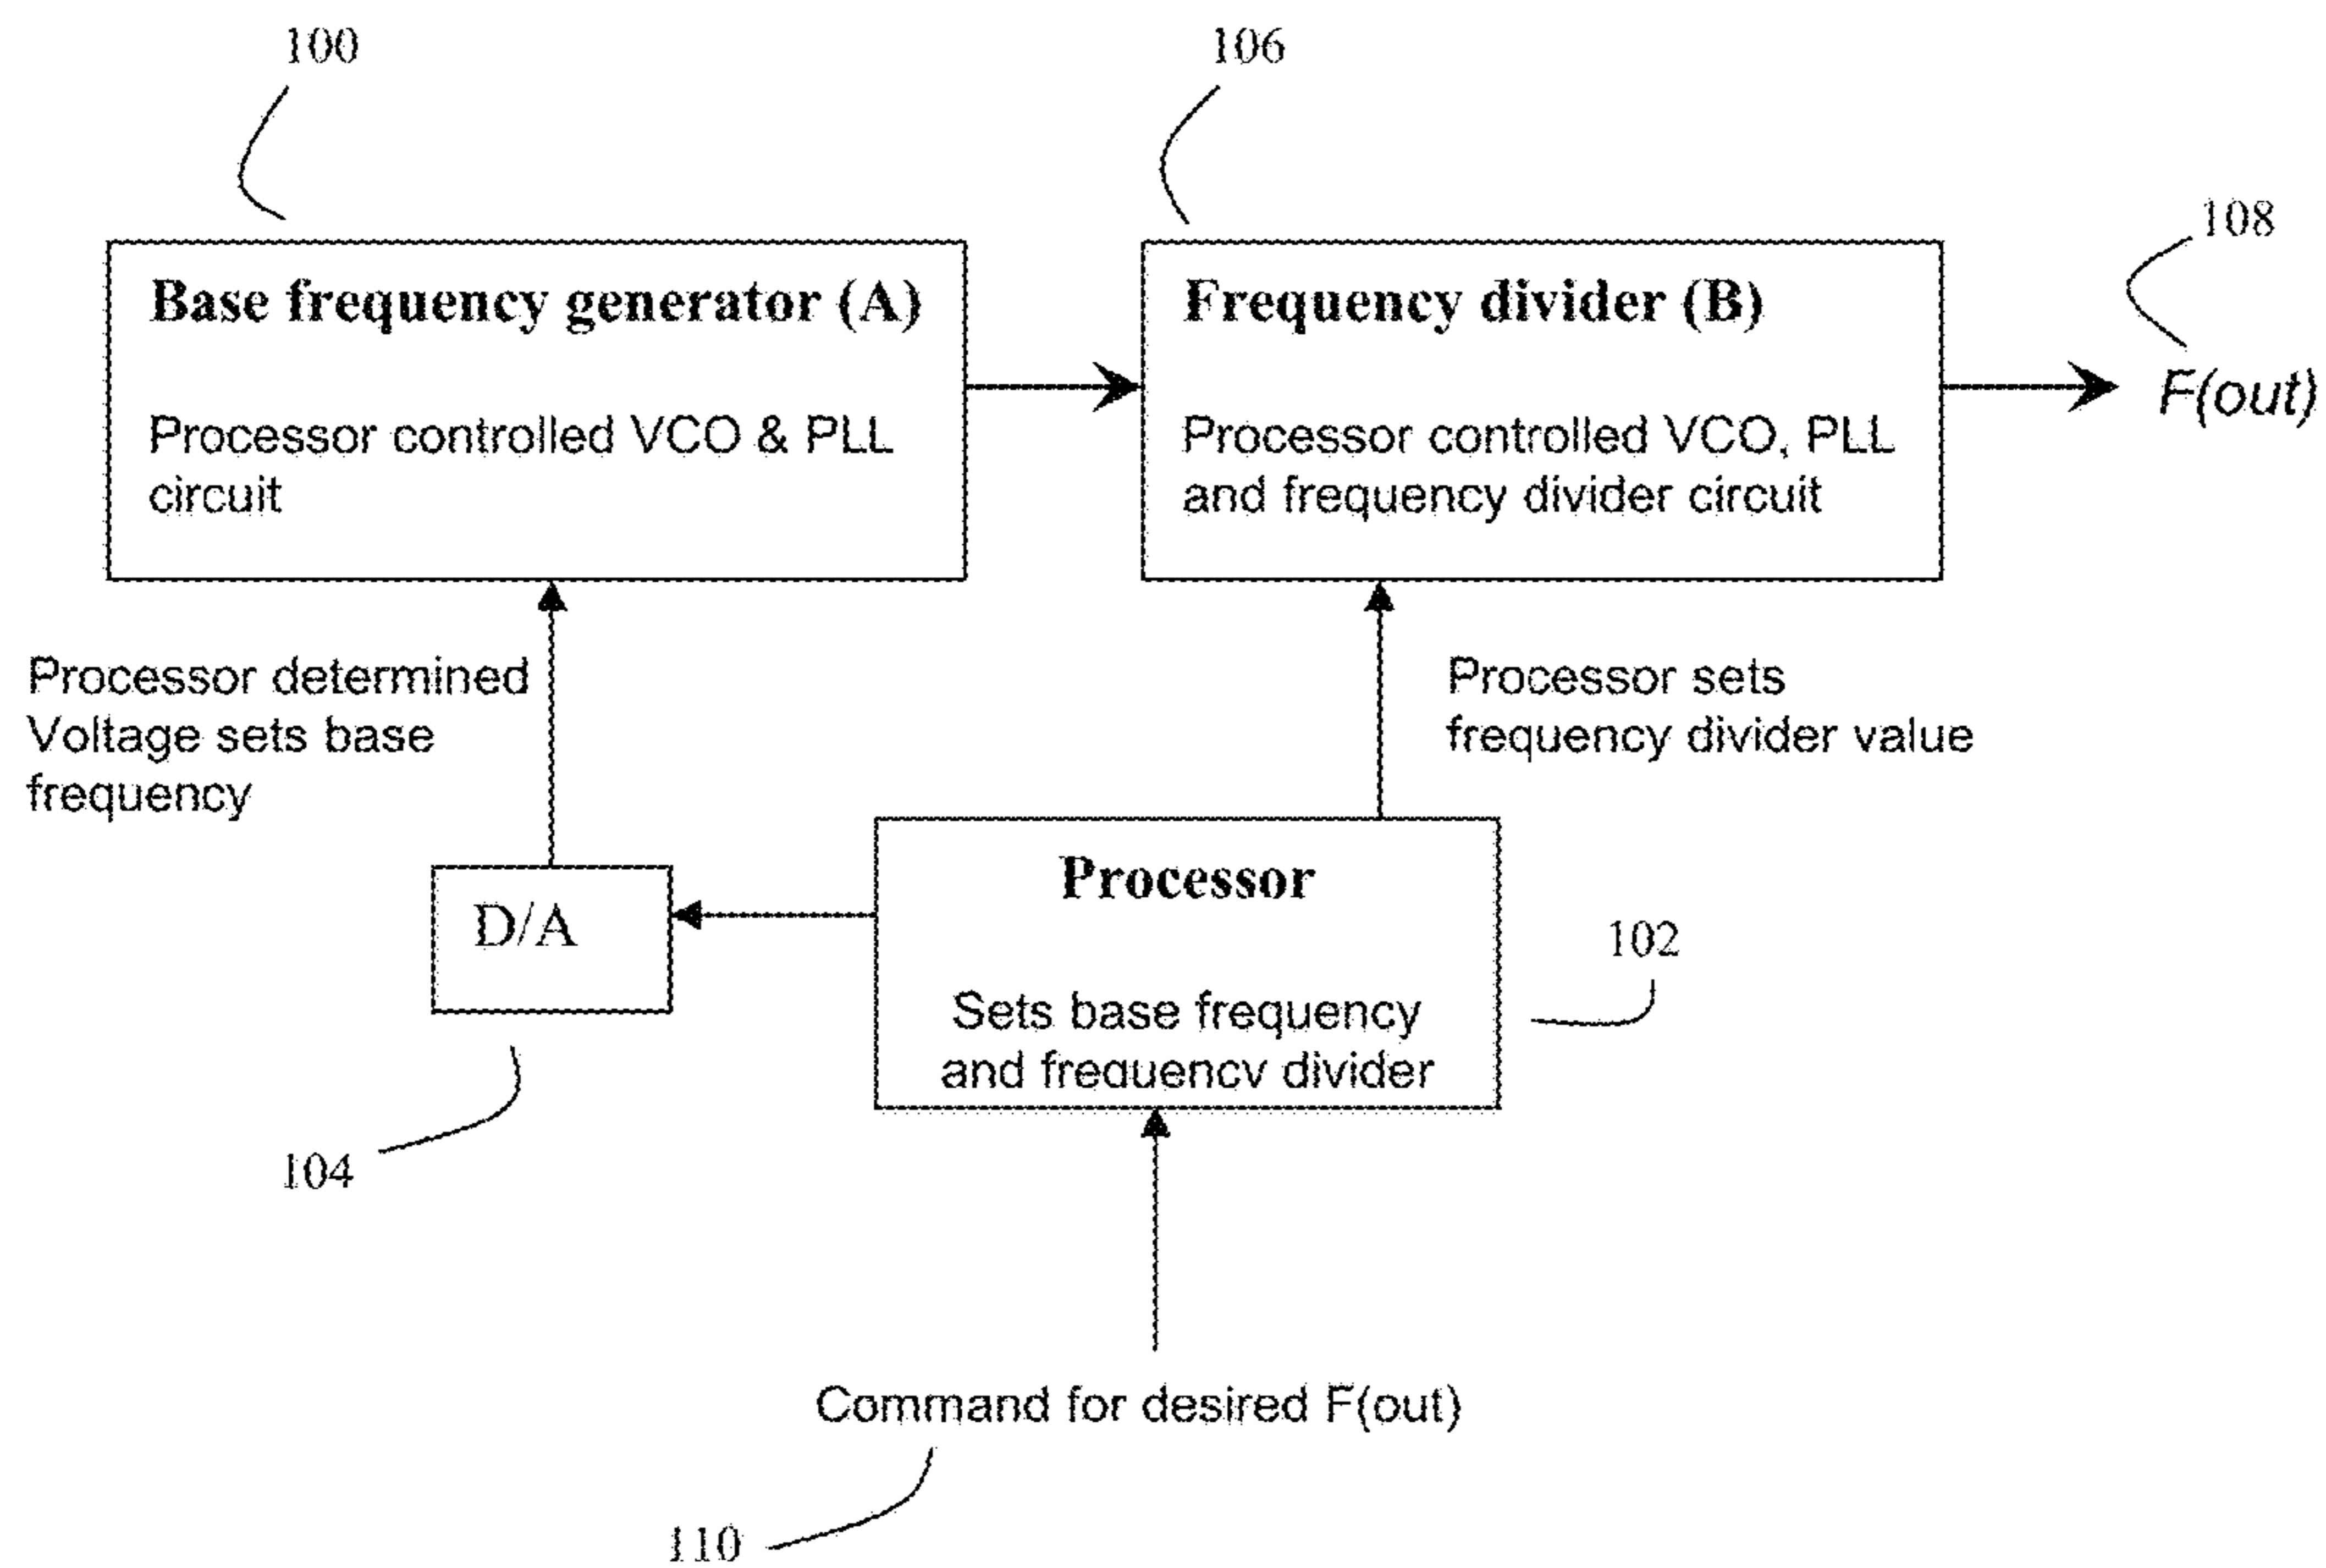 100
106
108
Base frequency generator (A)
Processor controlled VCO & PLL
circuit
Frequency divider (B)
Processor controlled VCO, PLL
and frequency divider circuit
F(out)
Processor determined
Voltage sets base
frequency
Processor sets
frequency divider value
D/A
Processor
Sets base frequency
and frequency divider
102
104
Command for desired F(out)
110